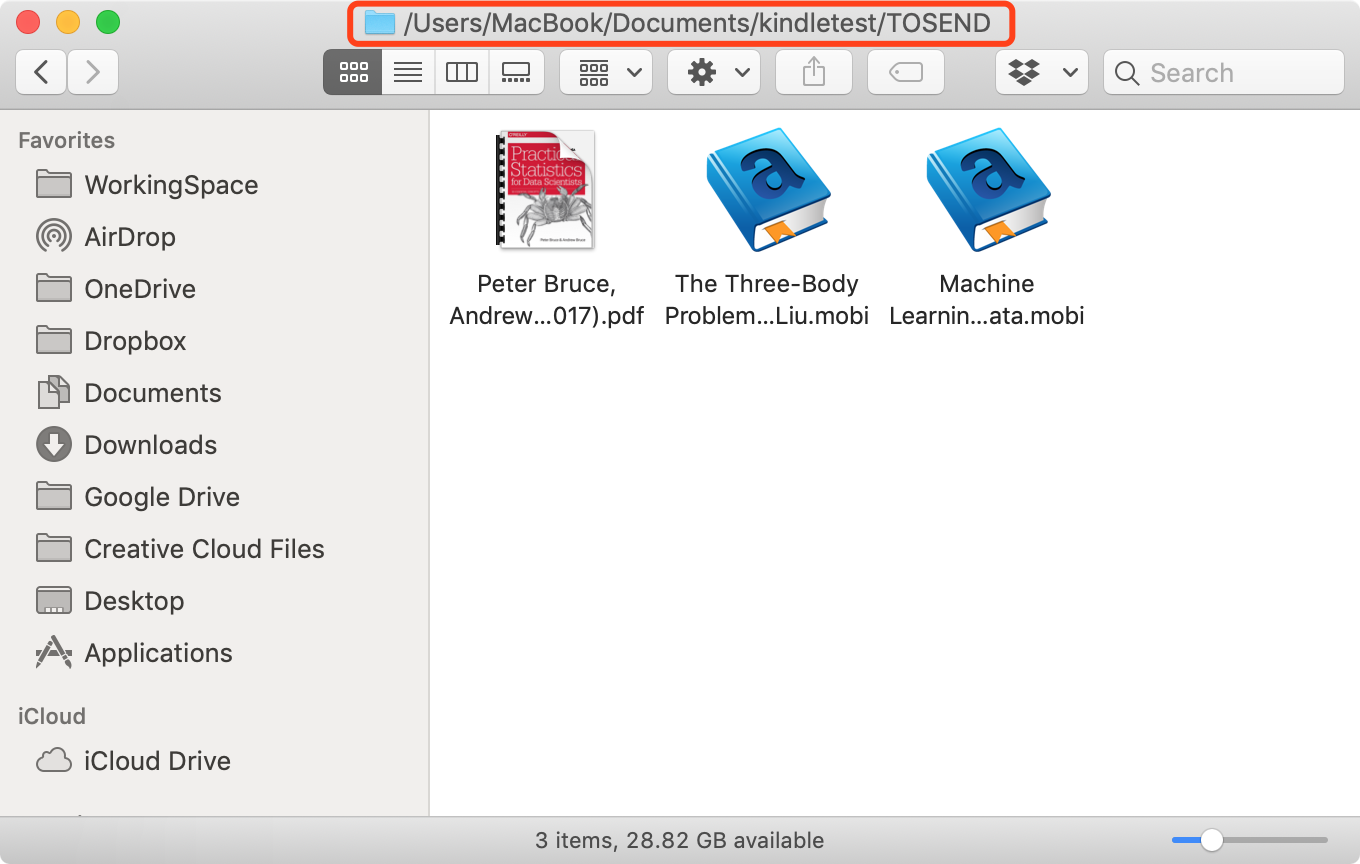 /Users/MacBook/Documents/kindletest/TOSEND
Search
Favorites
WorkingSpace
AirDrop
OneDrive
Dropbox
Documents
Downloads
Google Drive
Creative Cloud Files
Desktop
Applications
iCloud
iCloud Drive
O'REILLY
Practic
Statistics
for Data Scientists
Peter Bruce & Andrew Bruce
a
a
Peter Bruce,
Andrew...017).pdf
The Three-Body
Problem...Liu.mobi
Machine
Learnin...ata.mobi
3 items, 28.82 GB available